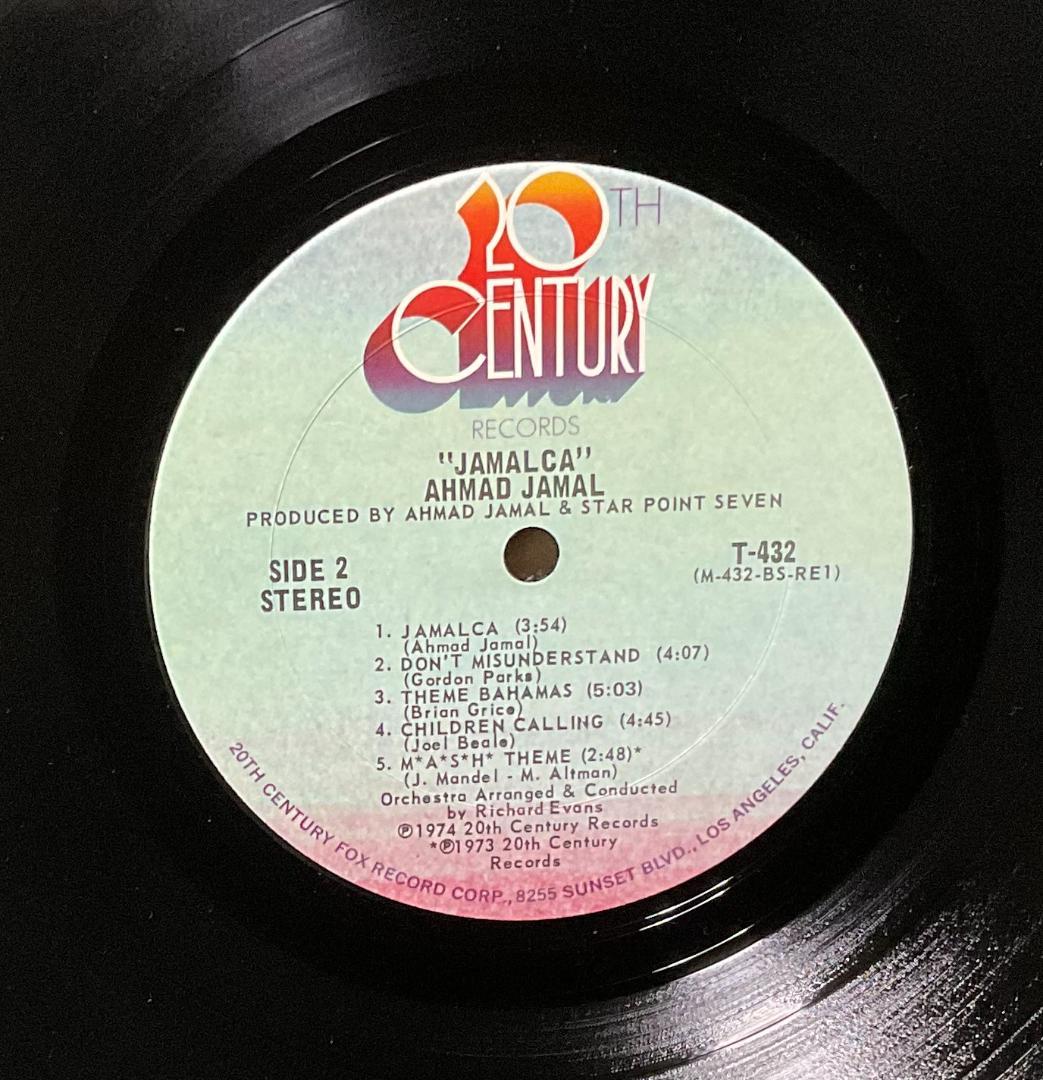 20TH
CENTURY
RECORDS
"JAMALCA"
AHMAD JAMAL
PRODUCED BY AHMAD JAMAL & STAR POINT SEVEN
SIDE 2
STEREO
T-432
(M-432-BS-RE1)
1. JAMALCA (3:54)
(Ahmad Jamal)
2. DON'T MISUNDERSTAND (4:07)
(Gordon Parks)
3. THEME BAHAMAS (5:03)
(Brian Grice)
4. CHILDREN CALLING (4:45)
(Joel Beale)
5. M*A*S*H* THEME (2:48)*
(J. Mandel - M. Altman)
Orchestra Arranged & Conducted
by Richard Evans
℗1974 20th Century Records
*℗1973 20th Century
Records
20TH CENTURY FOX RECORD CORP., 8255 SUNSET BLVD., LOS ANGELES, CALIF.